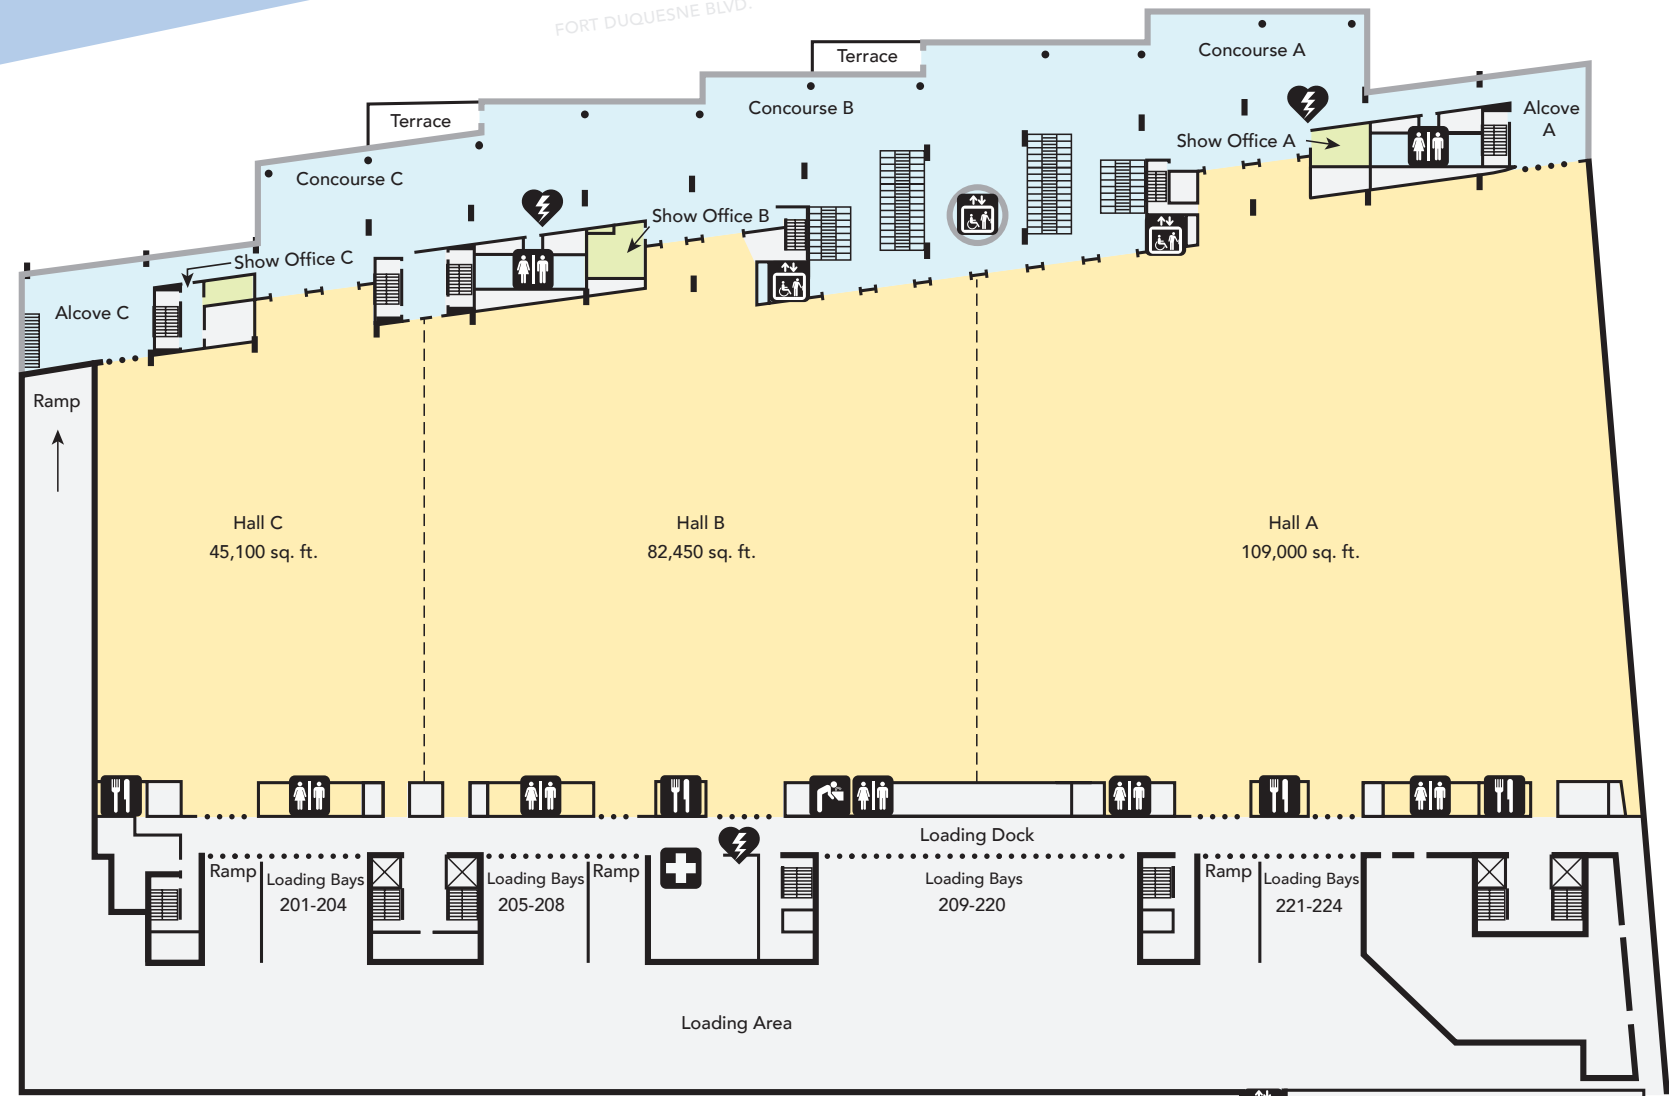 FORT DUQUESNE BLVD.
Concourse A
Terrace
Concourse B
Alcove
A
Terrace
Show Office A
Concourse C
Show Office B
Show Office C
Alcove C
Ramp
Hall C
45,100 sq. ft.
Hall B
82,450 sq. ft.
Hall A
109,000 sq. ft.
Loading Dock
Ramp
Loading Bays
201-204
Loading Bays
205-208
Ramp
Loading Bays
209-220
Ramp
Loading Bays
221-224
Loading Area